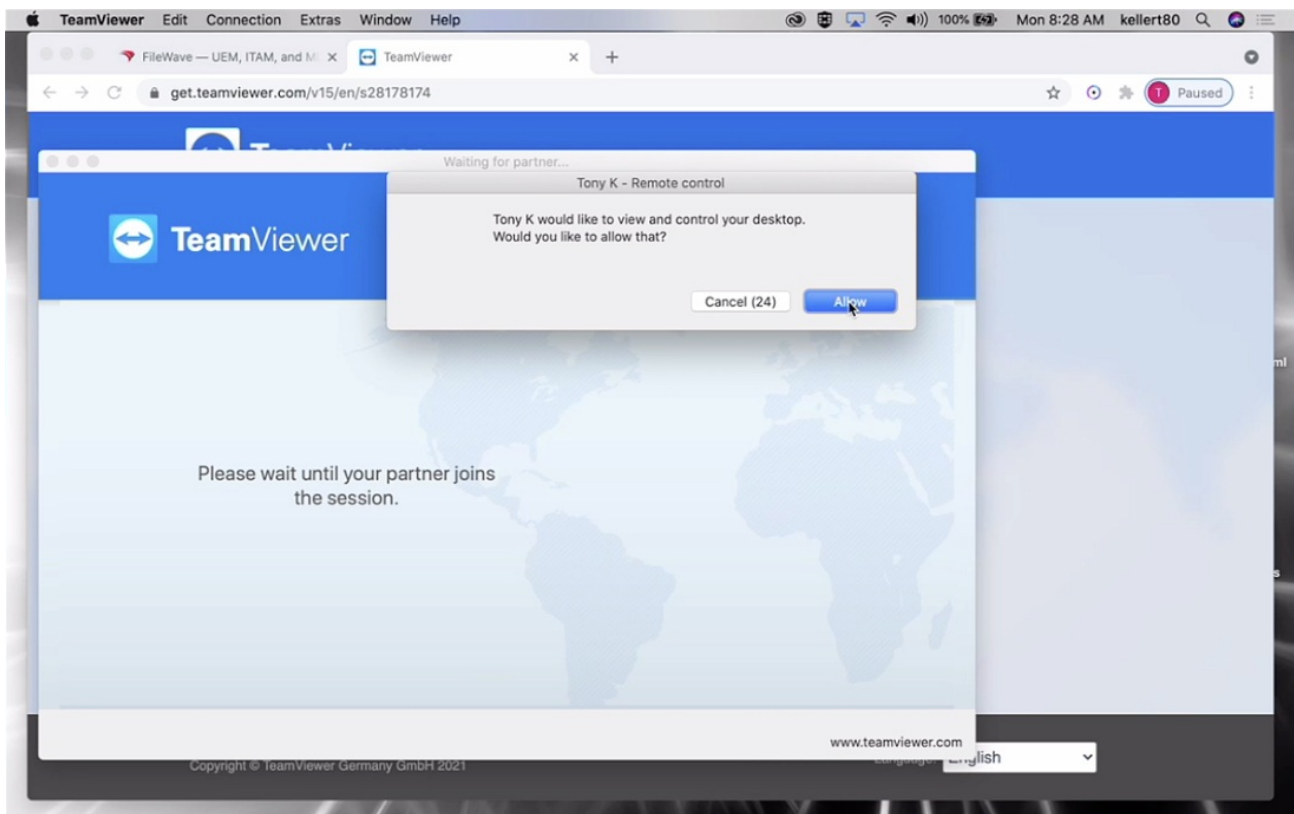 TeamViewer Edit Connection Extras Window Help 100% Mon 8:28 AM kellert80
FileWave — UEM, ITAM, and M TeamViewer
get.teamviewer.com/v15/en/s28178174 T Paused
Waiting for partner...
Tony K - Remote control
Tony K would like to view and control your desktop.
Would you like to allow that?
TeamViewer
Cancel (24) Allow
ml
Please wait until your partner joins
the session.
s
www.teamviewer.com
Copyright © TeamViewer Germany GmbH 2021 Language: English